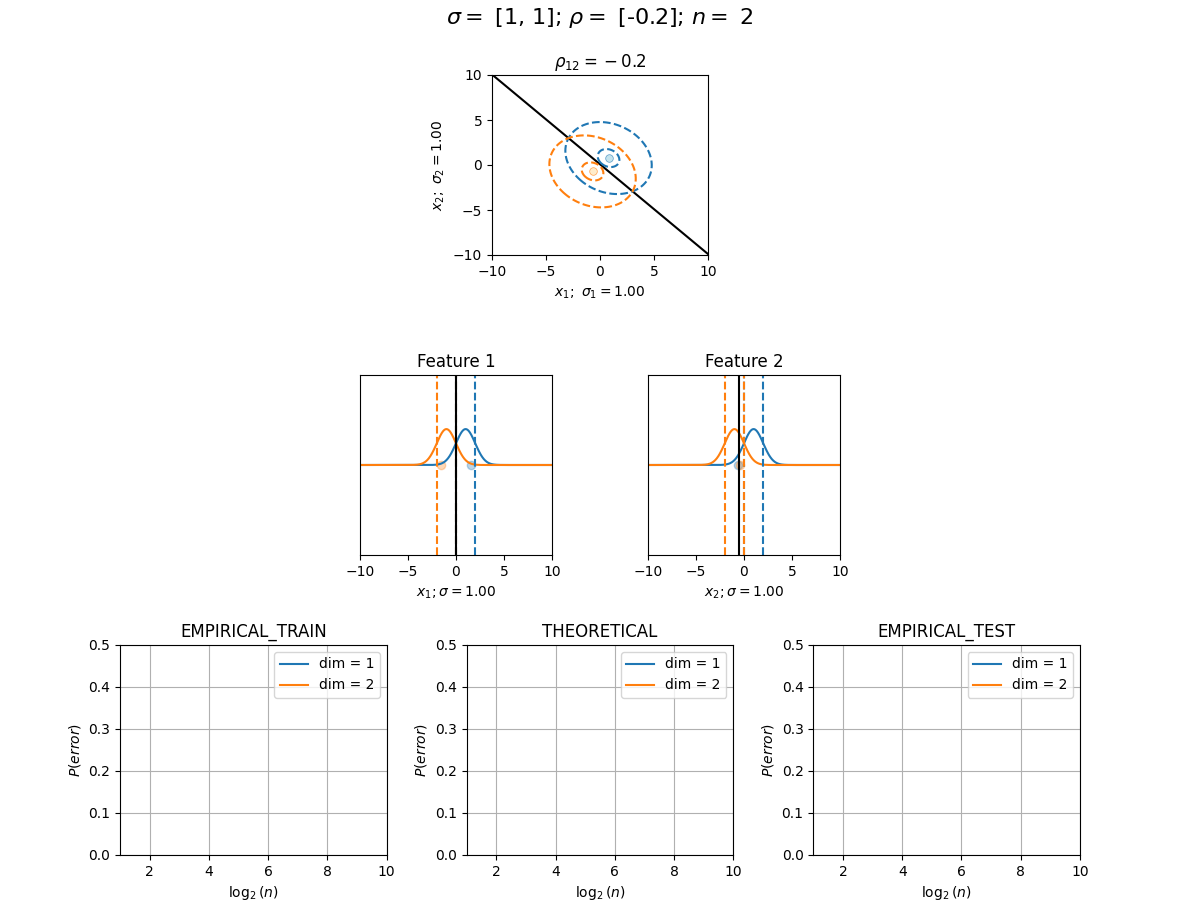 σ = [1, 1]; ρ = [-0.2]; n = 2
ρ₁₂ = −0.2
10
5
0
−5
−10
x₂; σ₂ = 1.00
−10 −5 0 5 10
x₁; σ₁ = 1.00
Feature 1
−10 −5 0 5 10
x₁; σ = 1.00
Feature 2
−10 −5 0 5 10
x₂; σ = 1.00
EMPIRICAL_TRAIN
0.5
0.4
0.3
0.2
0.1
0.0
P(error)
dim = 1
dim = 2
2 4 6 8 10
log₂(n)
THEORETICAL
0.5
0.4
0.3
0.2
0.1
0.0
P(error)
dim = 1
dim = 2
2 4 6 8 10
log₂(n)
EMPIRICAL_TEST
0.5
0.4
0.3
0.2
0.1
0.0
P(error)
dim = 1
dim = 2
2 4 6 8 10
log₂(n)